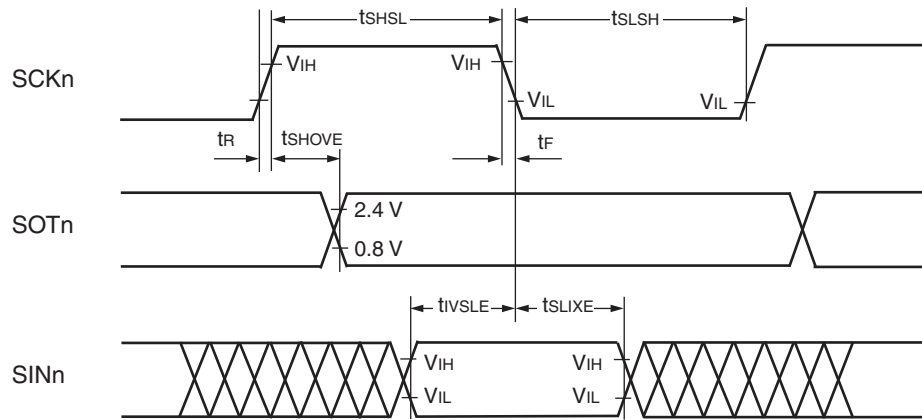 tSHSL
tSLSH
SCKn
VIH
VIH
VIL
VIL
tR
tSHOVE
tF
SOTn
2.4 V
0.8 V
tIVSLE
tSLIXE
SINn
VIH
VIH
VIL
VIL